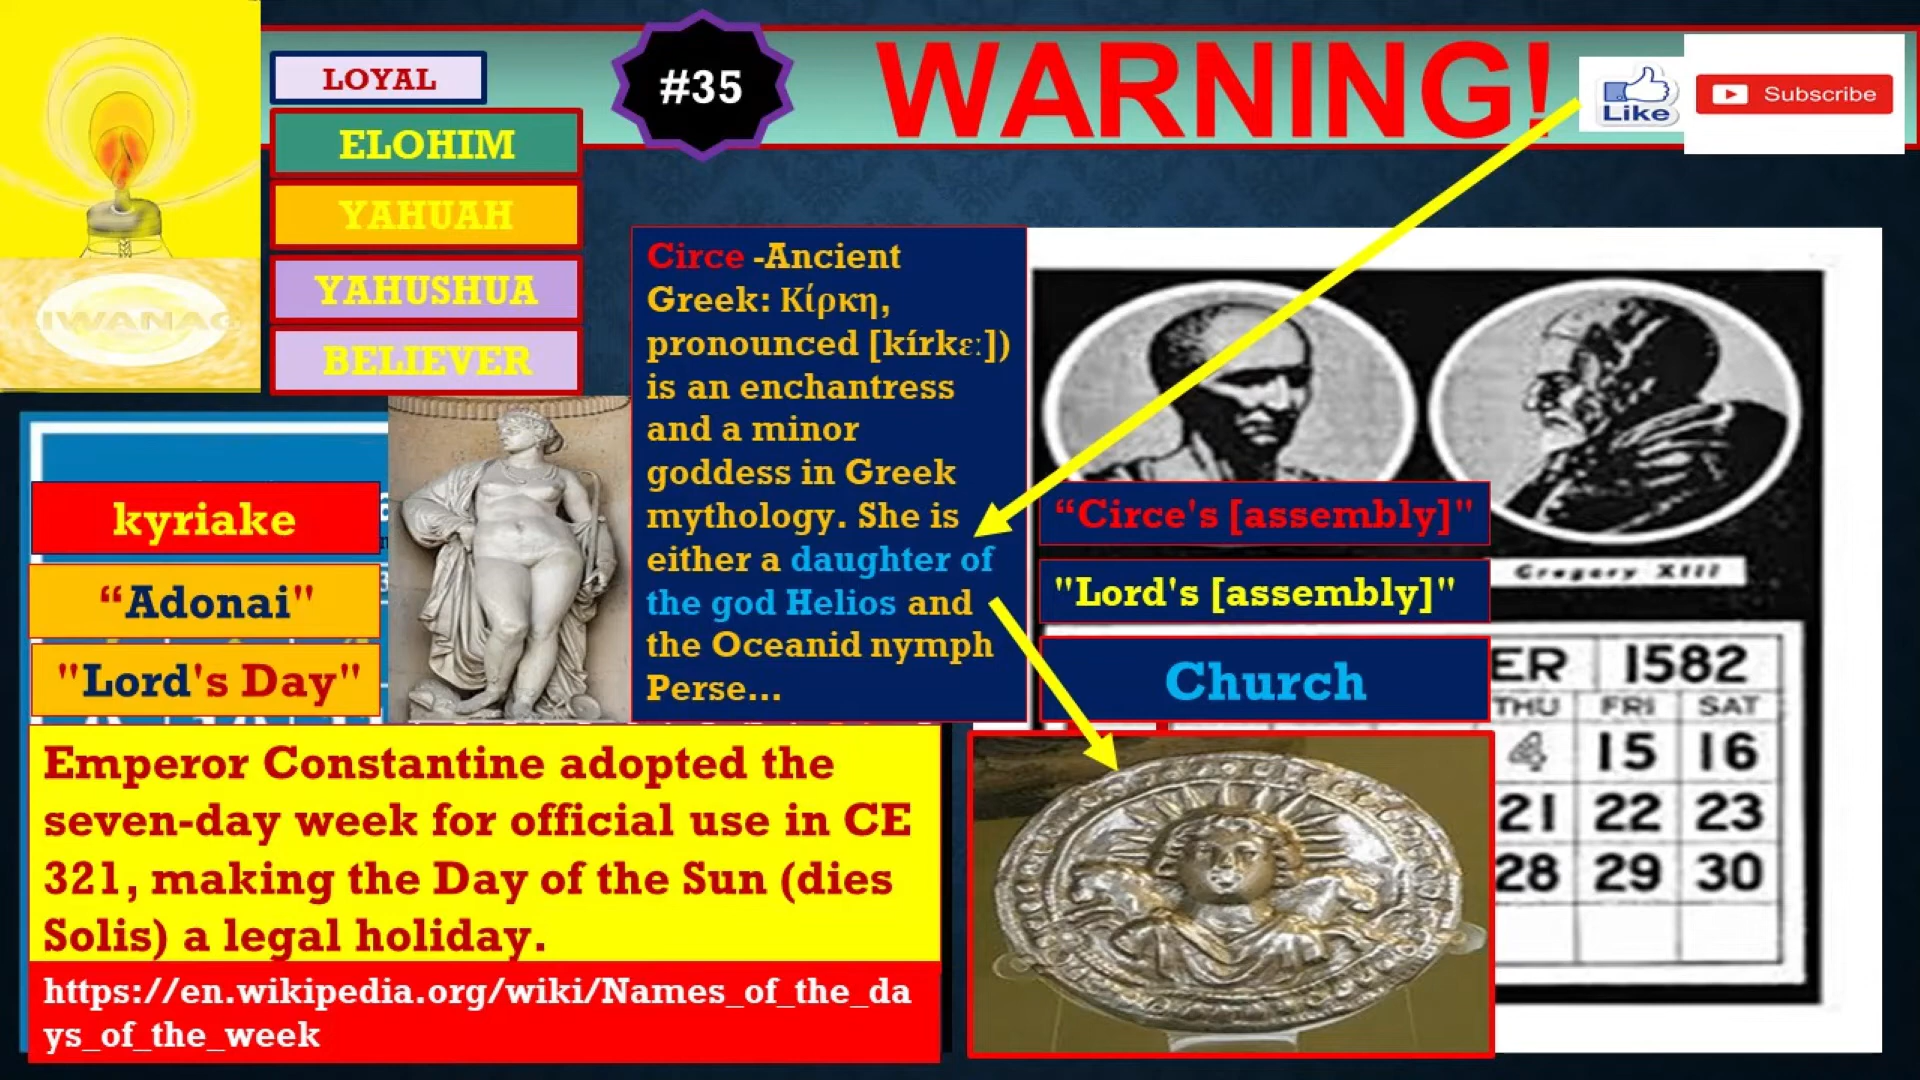 LOYAL
#35
WARNING!
Like
Subscribe
ELOHIM
YAHUAH
YAHUSHUA
BELIEVER
IWANAG
Circe -Ancient
Greek: Κίρκη,
pronounced [kírkɛː])
is an enchantress
and a minor
goddess in Greek
mythology. She is
either a daughter of
the god Helios and
the Oceanid nymph
Perse...
kyriake
“Adonai"
"Lord's Day"
“Circe's [assembly]"
"Lord's [assembly]"
Church
Gregory XIII
ER 1582
THU FRI SAT
4 15 16
21 22 23
28 29 30
Emperor Constantine adopted the
seven-day week for official use in CE
321, making the Day of the Sun (dies
Solis) a legal holiday.
https://en.wikipedia.org/wiki/Names_of_the_da
ys_of_the_week